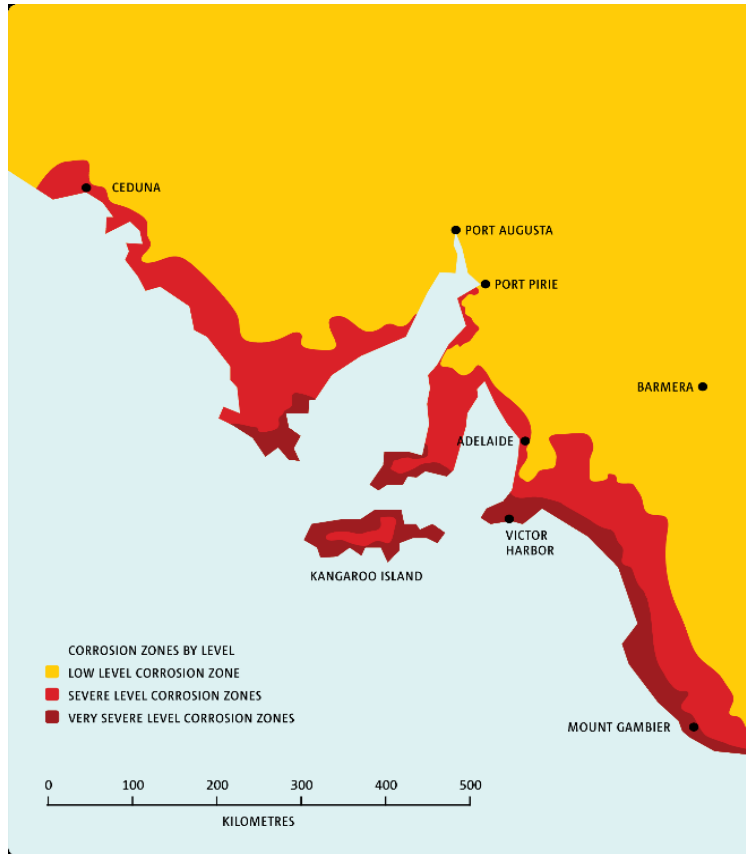 CEDUNA
PORT AUGUSTA
PORT PIRIE
BARMERA
ADELAIDE
VICTOR
HARBOR
KANGAROO ISLAND
CORROSION ZONES BY LEVEL
LOW LEVEL CORROSION ZONE
SEVERE LEVEL CORROSION ZONES
VERY SEVERE LEVEL CORROSION ZONES
MOUNT GAMBIER
0 100 200 300 400 500
KILOMETRES